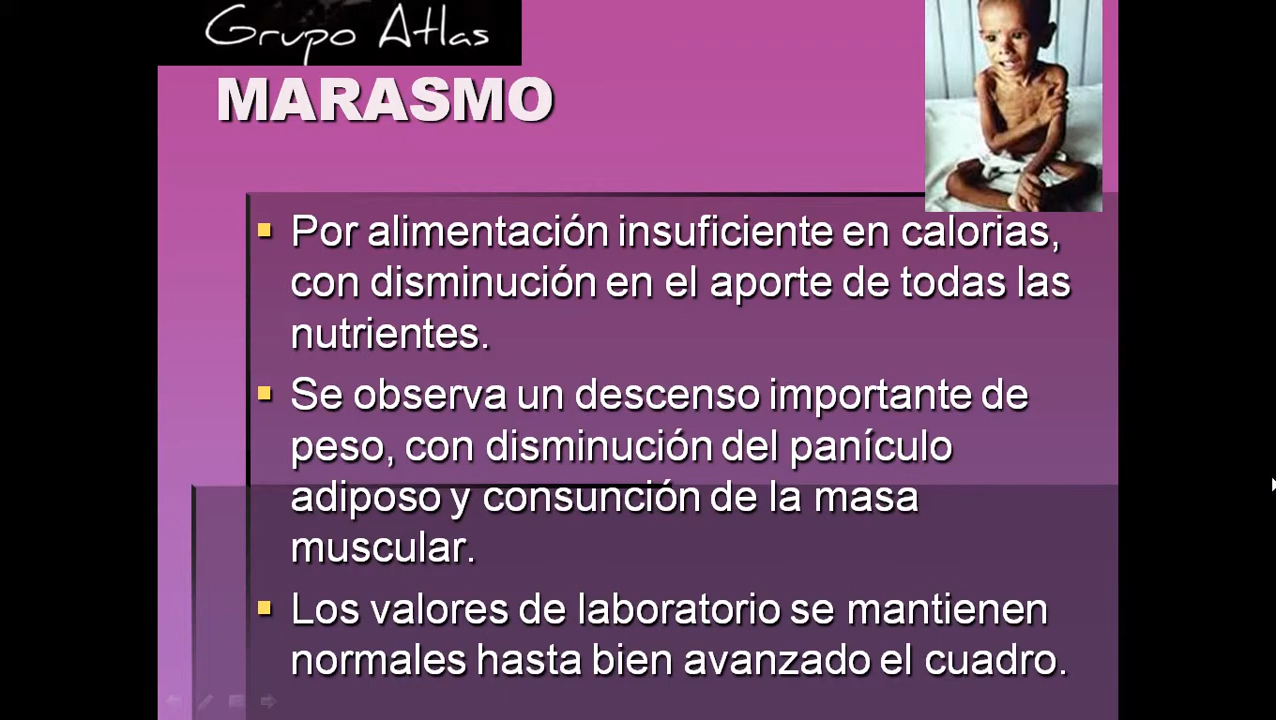 Grupo Atlas
MARASMO
Por alimentación insuficiente en calorias,
con disminución en el aporte de todas las
nutrientes.
Se observa un descenso importante de
peso, con disminución del panículo
adiposo y consunción de la masa
muscular.
Los valores de laboratorio se mantienen
normales hasta bien avanzado el cuadro.